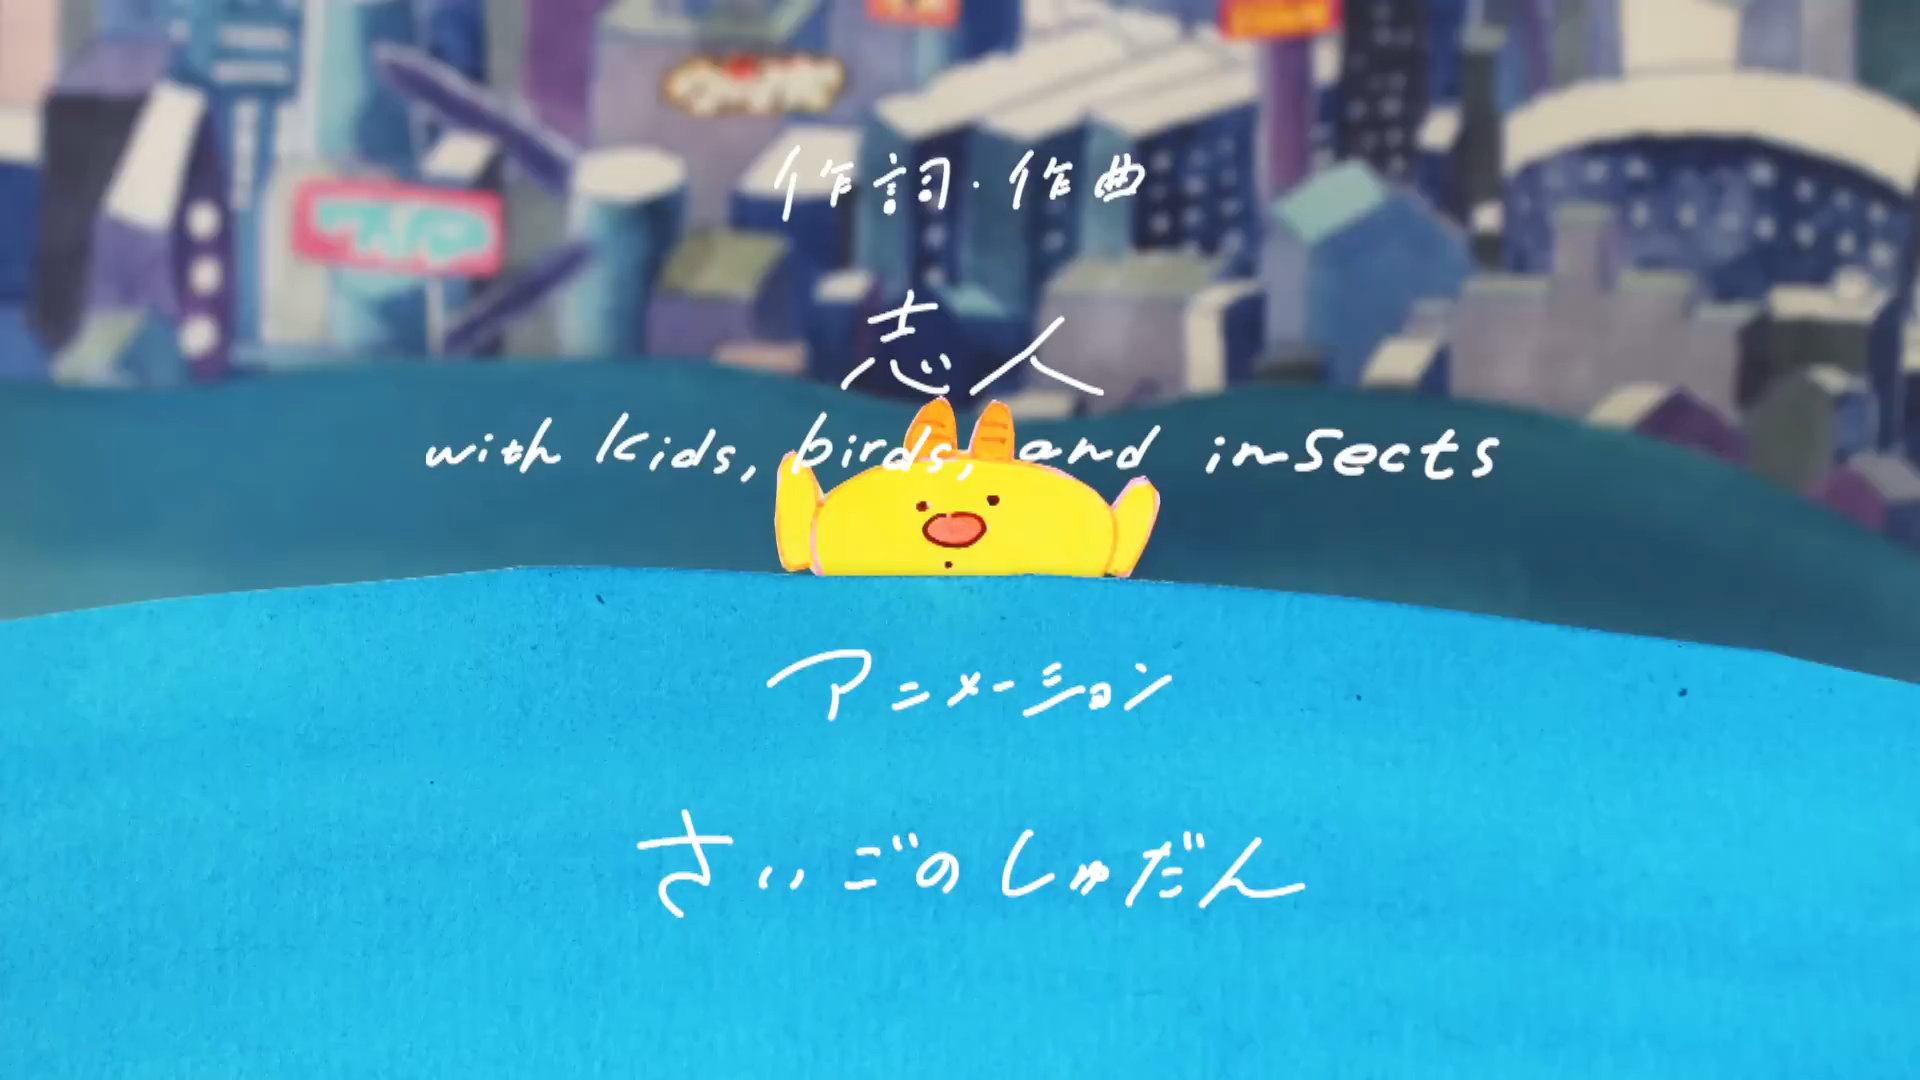 作詞・作曲
志人
with kids, birds, and insects
アニメーション
さいごのしゅだん